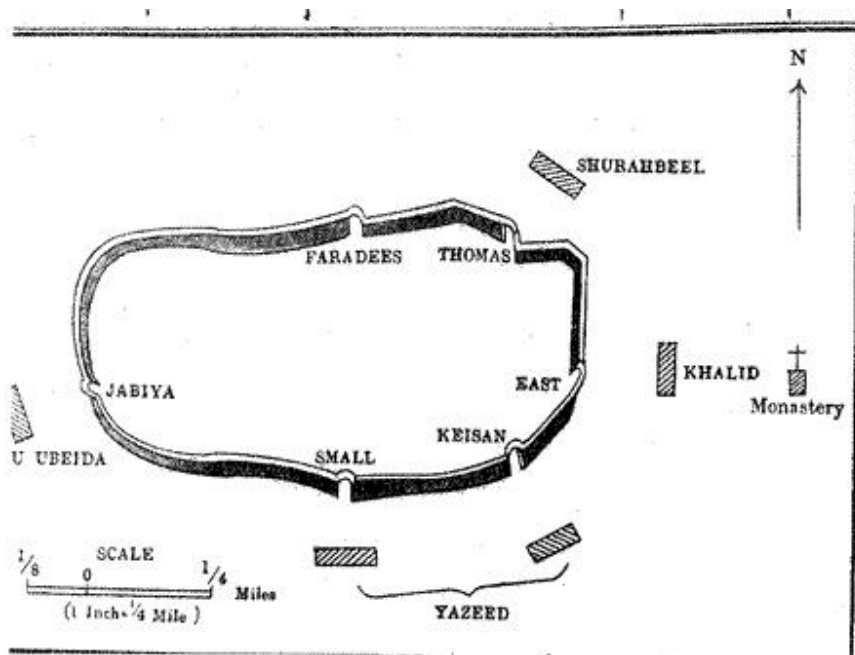 N
SHURAHBEEL
FARADEES
THOMAS
JABIYA
EAST
KHALID
Monastery
KEISAN
SMALL
U UBEIDA
1/8
SCALE
0
1/4
Miles
(1 Inch=1/4 Mile)
YAZEED